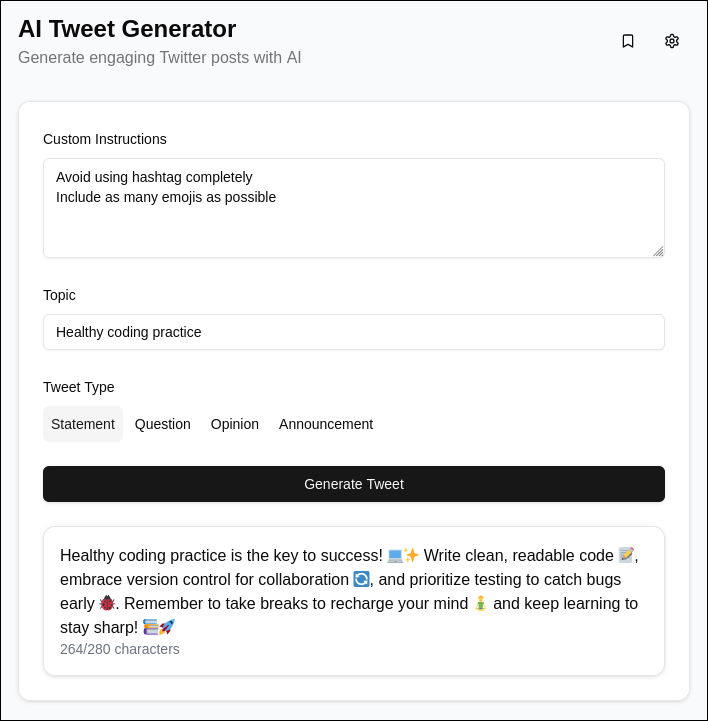 AI Tweet Generator
Generate engaging Twitter posts with AI
Custom Instructions
Avoid using hashtag completely
Include as many emojis as possible
Topic
Healthy coding practice
Tweet Type
Statement Question Opinion Announcement
Generate Tweet
Healthy coding practice is the key to success! 💻✨ Write clean, readable code 📝,
embrace version control for collaboration 🔄, and prioritize testing to catch bugs
early 🐞. Remember to take breaks to recharge your mind 🧘 and keep learning to
stay sharp! 📚🚀
264/280 characters